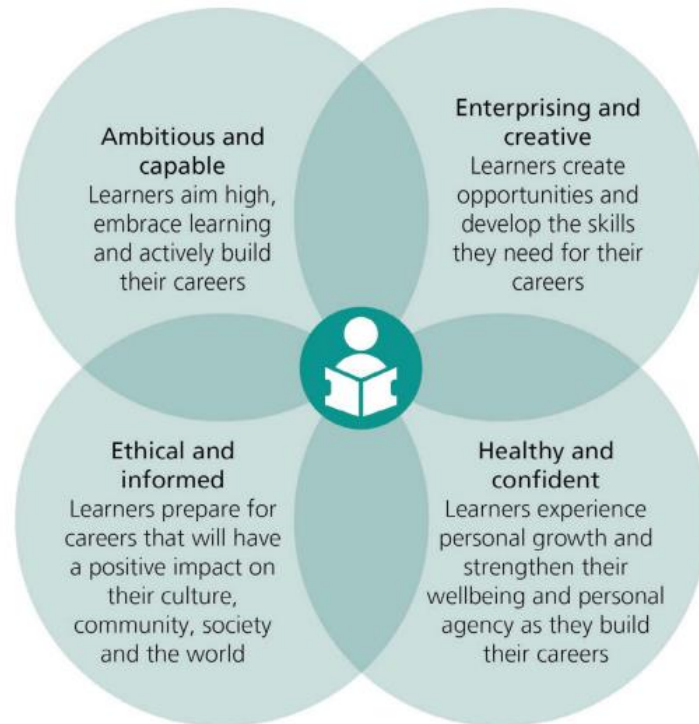 Ambitious and
capable
Learners aim high,
embrace learning
and actively build
their careers
Enterprising and
creative
Learners create
opportunities and
develop the skills
they need for their
careers
Ethical and
informed
Learners prepare for
careers that will have
a positive impact on
their culture,
community, society
and the world
Healthy and
confident
Learners experience
personal growth and
strengthen their
wellbeing and personal
agency as they build
their careers